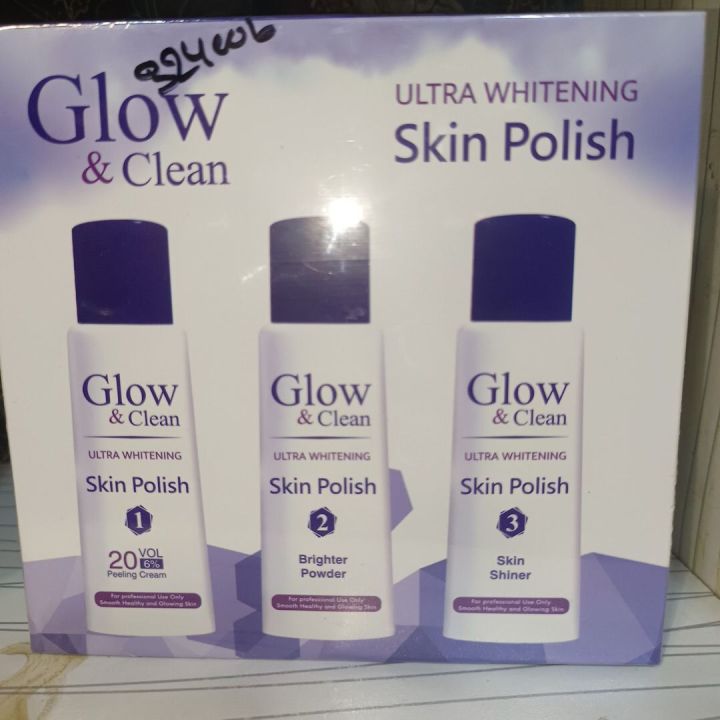 Glow
& Clean
ULTRA WHITENING
Skin Polish
Glow
& Clean
ULTRA WHITENING
Skin Polish
1
20 VOL
6%
Peeling Cream
For professional Use Only
Smooth Healthy and Glowing Skin
Glow
& Clean
ULTRA WHITENING
Skin Polish
2
Brighter
Powder
For professional Use Only
Smooth Healthy and Glowing Skin
Glow
& Clean
ULTRA WHITENING
Skin Polish
3
Skin
Shiner
For professional Use Only
Smooth Healthy and Glowing Skin